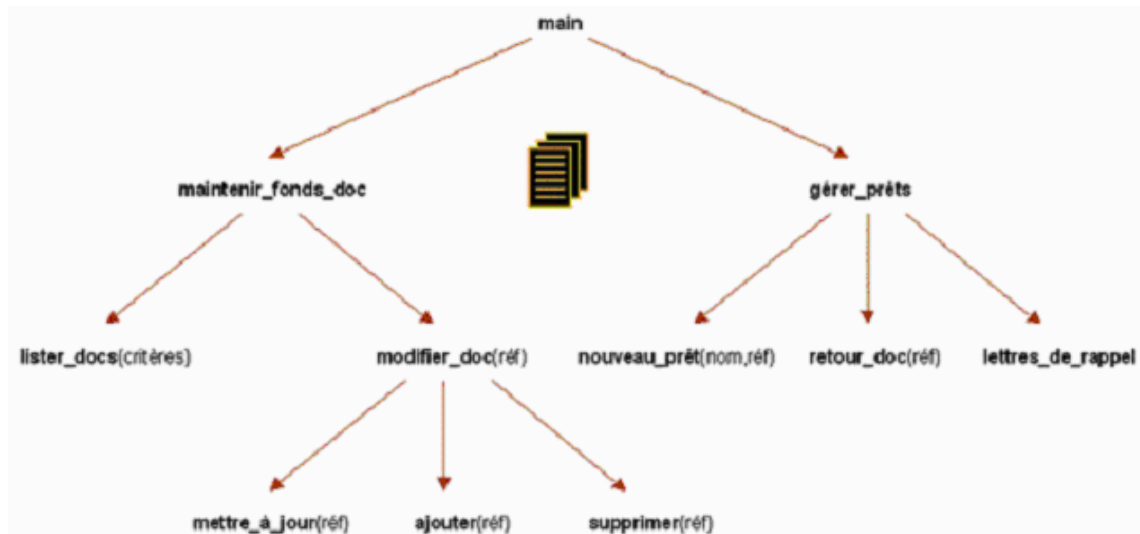 main
maintenir_fonds_doc
gérer_prêts
lister_docs(critères)
modifier_doc(réf)
nouveau_prêt(nom,réf)
retour_doc(réf)
lettres_de_rappel
mettre_à_jour(réf)
ajouter(réf)
supprimer(réf)